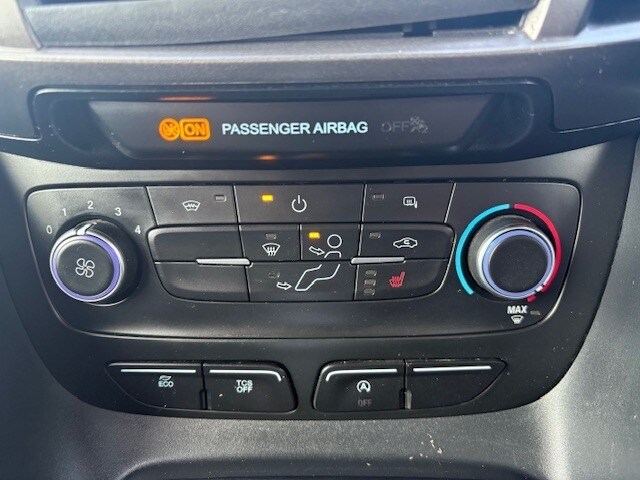 ON PASSENGER AIRBAG OFF
0 1 2 3 4
MAX
ECO
TCS OFF
A OFF